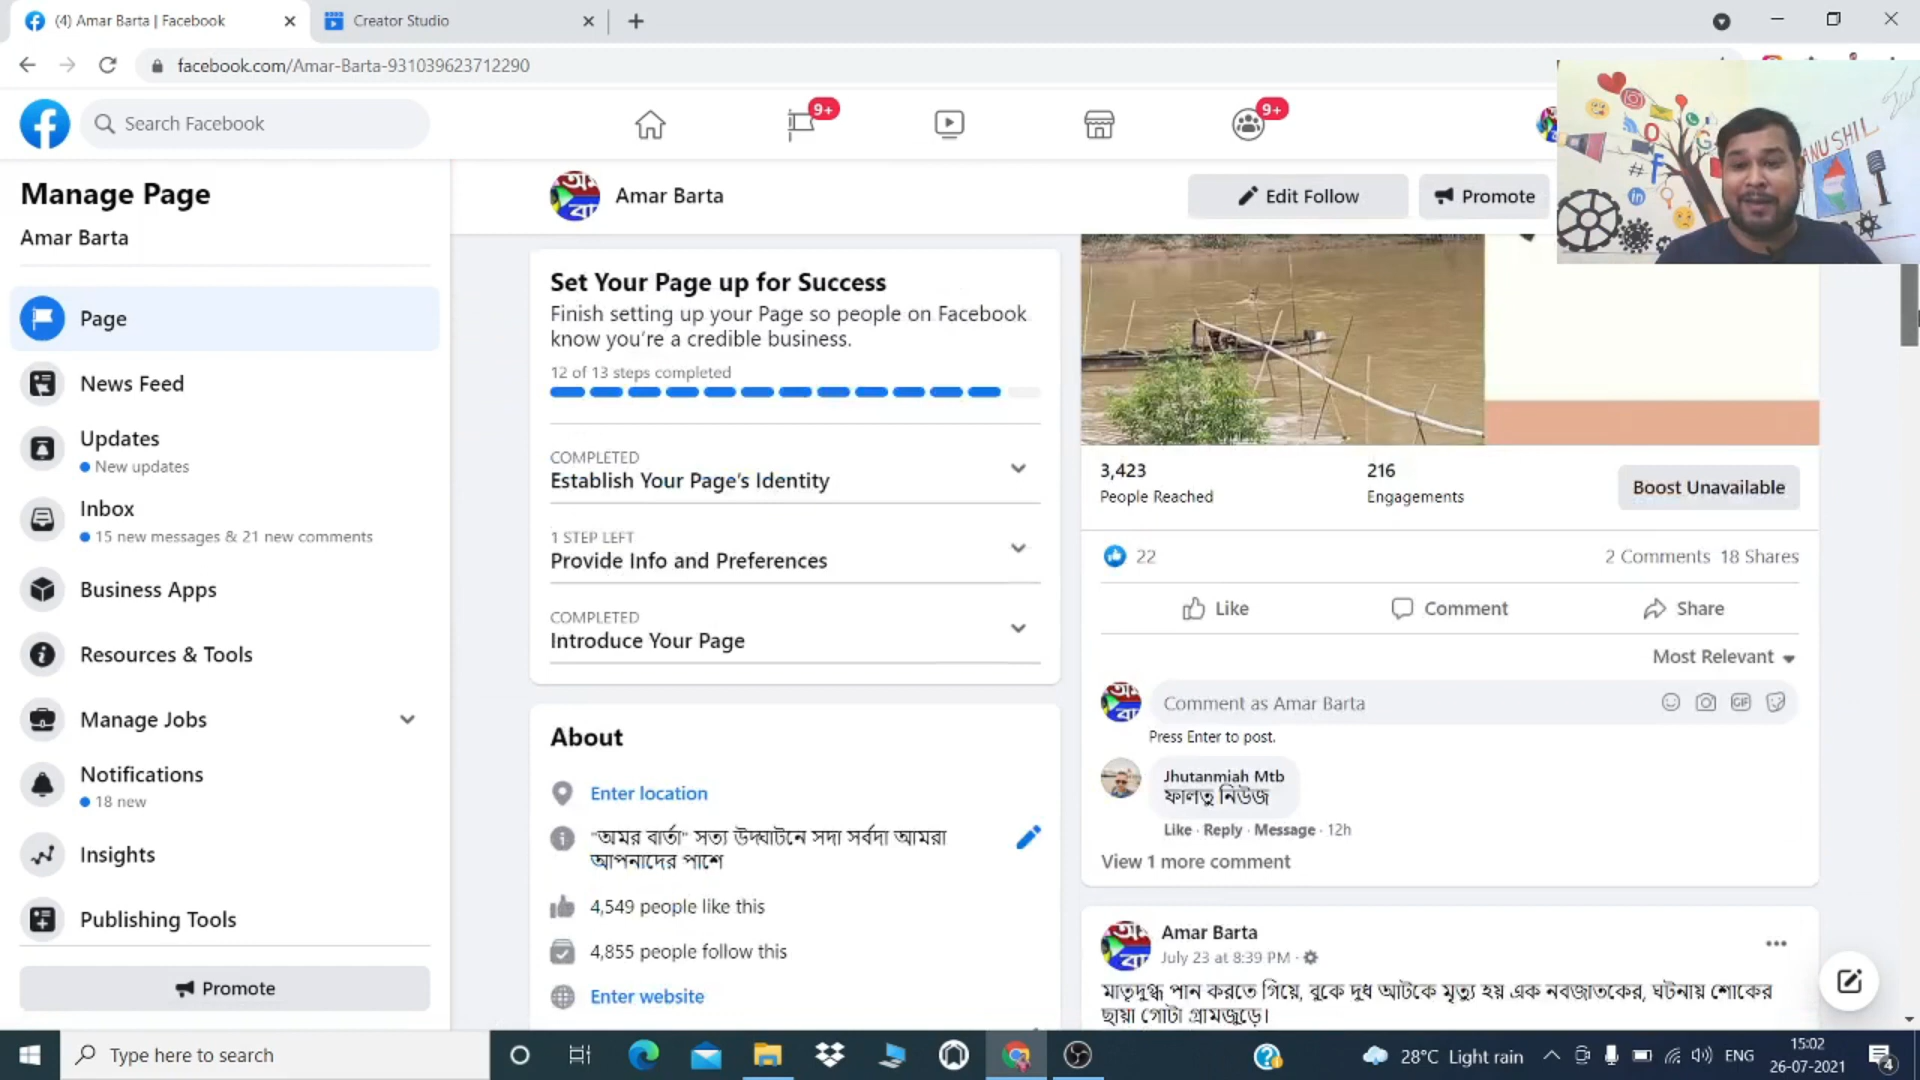 (4) Amar Barta | Facebook
Creator Studio
facebook.com/Amar-Barta-931039623712290
Search Facebook
9+
9+
Manage Page
Amar Barta
Page
News Feed
Updates
New updates
Inbox
15 new messages & 21 new comments
Business Apps
Resources & Tools
Manage Jobs
Notifications
18 new
Insights
Publishing Tools
Promote
Amar Barta
Edit Follow
Promote
Set Your Page up for Success
Finish setting up your Page so people on Facebook
know you're a credible business.
12 of 13 steps completed
COMPLETED
Establish Your Page's Identity
1 STEP LEFT
Provide Info and Preferences
COMPLETED
Introduce Your Page
About
Enter location
"অমর বার্তা" সত্য উদ্ঘাটনে সদা সর্বদা আমরা
আপনাদের পাশে
4,549 people like this
4,855 people follow this
Enter website
3,423
People Reached
216
Engagements
Boost Unavailable
22
2 Comments 18 Shares
Like
Comment
Share
Most Relevant
Comment as Amar Barta
GIF
Press Enter to post.
Jhutanmiah Mtb
ফালতু নিউজ
Like · Reply · Message · 12h
View 1 more comment
Amar Barta
July 23 at 8:39 PM ·
মাতৃদুগ্ধ পান করতে গিয়ে, বুকে দুধ আটকে মৃত্যু হয় এক নবজাতকের, ঘটনায় শোকের
ছায়া গোটা গ্রামজুড়ে।
ANUSHIL
Type here to search
28°C Light rain
ENG
15:02
26-07-2021
4